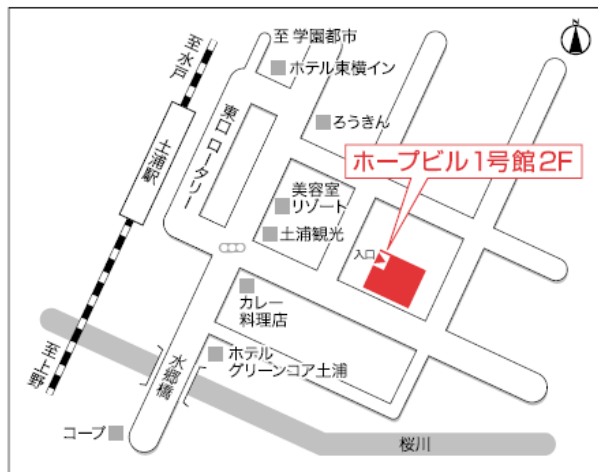 N
至 学園都市
至水戸
ホテル東横イン
東口 ロータリー
ろうきん
土浦駅
ホープビル1号館2F
美容室
リゾート
土浦観光
入口
カレー
料理店
至上野
水郷橋
ホテル
グリーンコア土浦
コープ
桜川